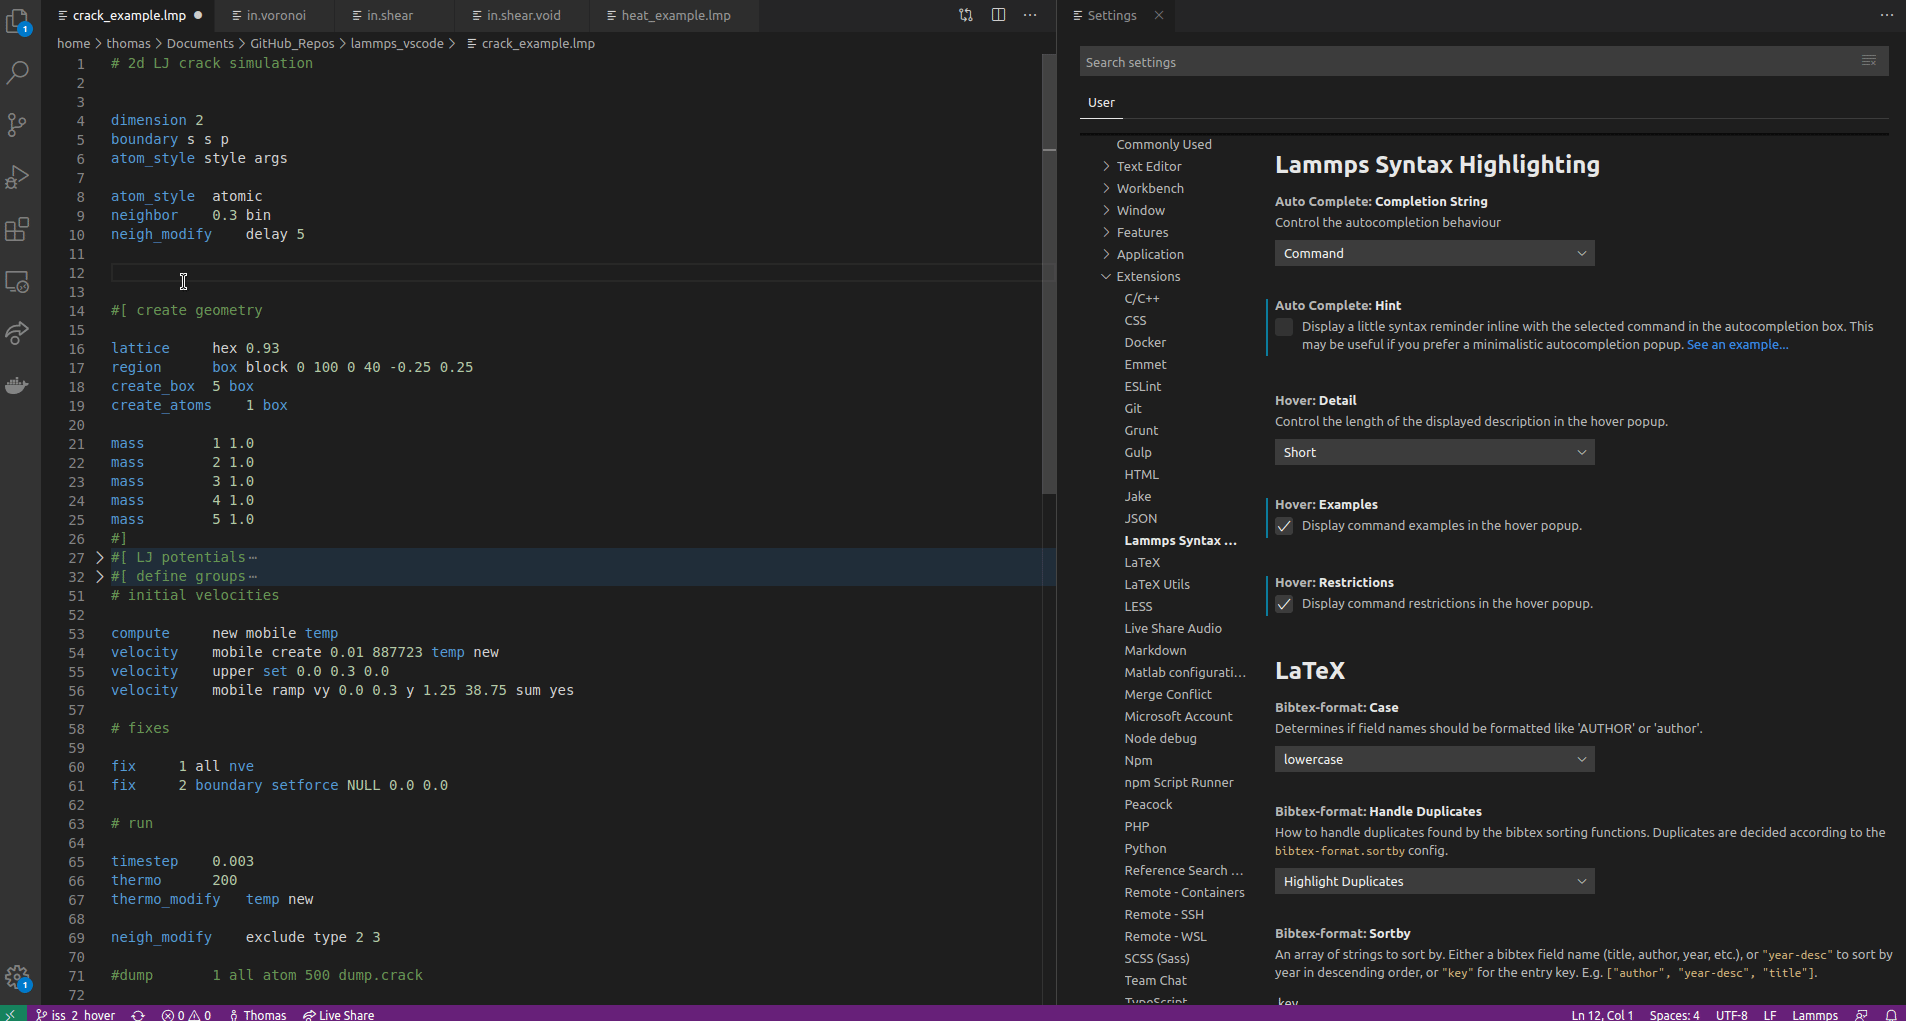 crack_example.lmp
in.voronoi
in.shear
in.shear.void
heat_example.lmp
home > thomas > Documents > GitHub_Repos > lammps_vscode > crack_example.lmp
1 # 2d LJ crack simulation
2
3
4 dimension 2
5 boundary s s p
6 atom_style style args
7
8 atom_style  atomic
9 neighbor    0.3 bin
10 neigh_modify    delay 5
11
12
13
14 #[ create geometry
15
16 lattice     hex 0.93
17 region      box block 0 100 0 40 -0.25 0.25
18 create_box  5 box
19 create_atoms    1 box
20
21 mass        1 1.0
22 mass        2 1.0
23 mass        3 1.0
24 mass        4 1.0
25 mass        5 1.0
26 #]
27 #[ LJ potentials⋯
32 #[ define groups⋯
51 # initial velocities
52
53 compute     new mobile temp
54 velocity    mobile create 0.01 887723 temp new
55 velocity    upper set 0.0 0.3 0.0
56 velocity    mobile ramp vy 0.0 0.3 y 1.25 38.75 sum yes
57
58 # fixes
59
60 fix     1 all nve
61 fix     2 boundary setforce NULL 0.0 0.0
62
63 # run
64
65 timestep    0.003
66 thermo      200
67 thermo_modify   temp new
68
69 neigh_modify    exclude type 2 3
70
71 #dump       1 all atom 500 dump.crack
72
Settings
Search settings
User
Commonly Used
Text Editor
Workbench
Window
Features
Application
Extensions
C/C++
CSS
Docker
Emmet
ESLint
Git
Grunt
Gulp
HTML
Jake
JSON
Lammps Syntax ...
LaTeX
LaTeX Utils
LESS
Live Share Audio
Markdown
Matlab configurati...
Merge Conflict
Microsoft Account
Node debug
Npm
npm Script Runner
Peacock
PHP
Python
Reference Search ...
Remote - Containers
Remote - SSH
Remote - WSL
SCSS (Sass)
Team Chat
TypeScript
Lammps Syntax Highlighting
Auto Complete: Completion String
Control the autocompletion behaviour
Command
Auto Complete: Hint
Display a little syntax reminder inline with the selected command in the autocompletion box. This
may be useful if you prefer a minimalistic autocompletion popup. See an example...
Hover: Detail
Control the length of the displayed description in the hover popup.
Short
Hover: Examples
Display command examples in the hover popup.
Hover: Restrictions
Display command restrictions in the hover popup.
LaTeX
Bibtex-format: Case
Determines if field names should be formatted like 'AUTHOR' or 'author'.
lowercase
Bibtex-format: Handle Duplicates
How to handle duplicates found by the bibtex sorting functions. Duplicates are decided according to the
bibtex-format.sortby config.
Highlight Duplicates
Bibtex-format: Sortby
An array of strings to sort by. Either a bibtex field name (title, author, year, etc.), or "year-desc" to sort by
year in descending order, or "key" for the entry key. E.g. ["author", "year-desc", "title"].
key
1
1
iss_2_hover
0
0
Thomas
Live Share
Ln 12, Col 1
Spaces: 4
UTF-8
LF
Lammps